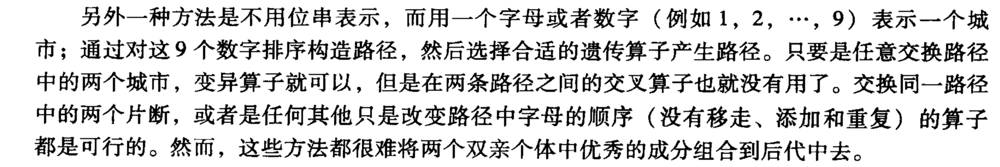 另外一种方法是不用位串表示，而用一个字母或者数字（例如 1，2，…，9）表示一个城
市；通过对这 9 个数字排序构造路径，然后选择合适的遗传算子产生路径。只要是任意交换路径
中的两个城市，变异算子就可以，但是在两条路径之间的交叉算子也就没有用了。交换同一路径
中的两个片断，或者是任何其他只是改变路径中字母的顺序（没有移走、添加和重复）的算子
都是可行的。然而，这些方法都很难将两个双亲个体中优秀的成分组合到后代中去。